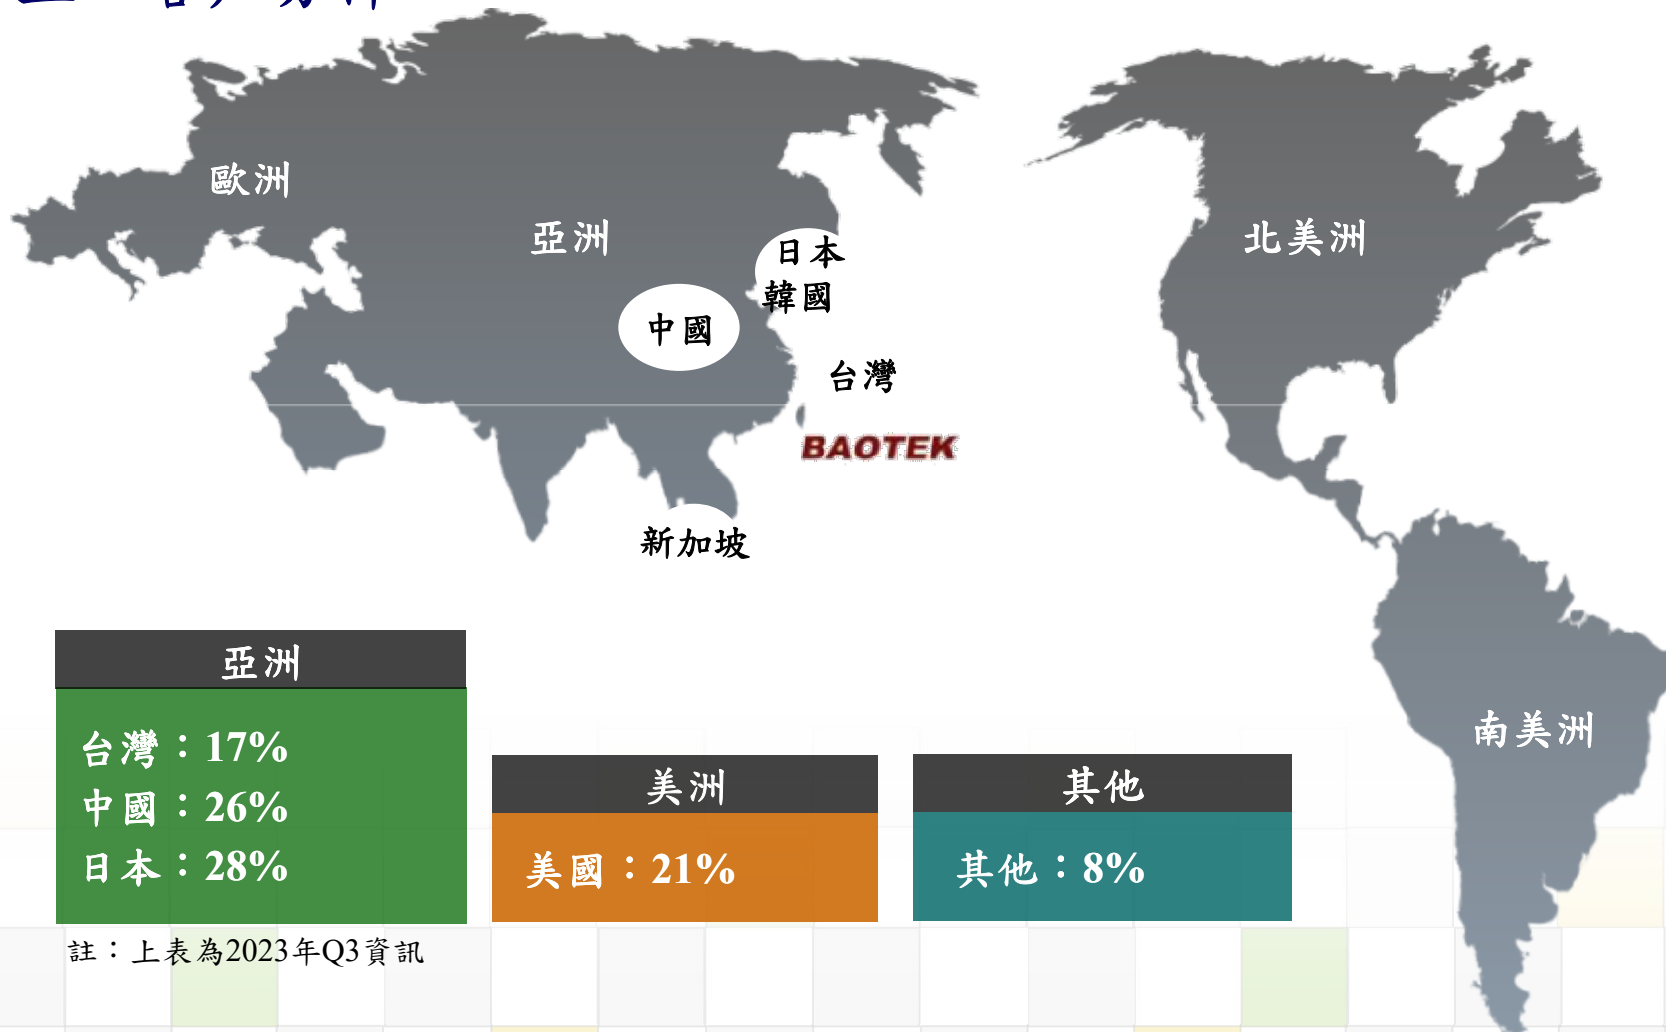 歐洲
亞洲
北美洲
日本
韓國
中國
台灣
BAOTEK
新加坡
南美洲
亞洲
台灣：17%
中國：26%
日本：28%
美洲
美國：21%
其他
其他：8%
註：上表為2023年Q3資訊